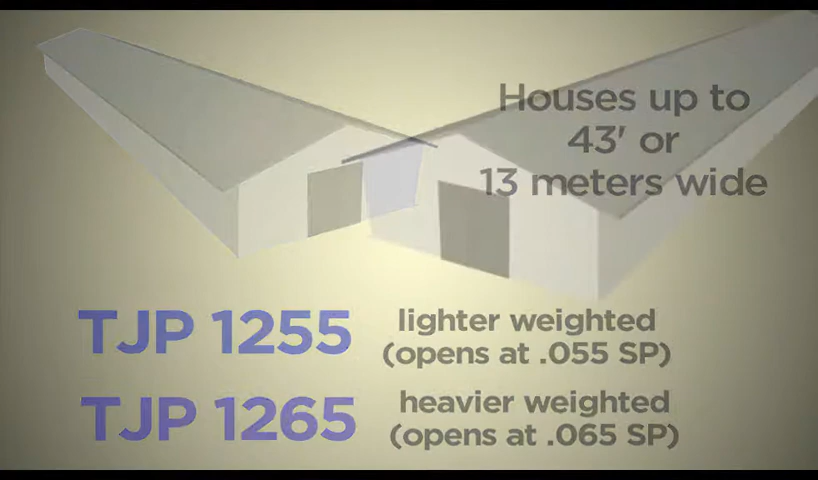 Houses up to
43' or
13 meters wide
TJP 1255
lighter weighted
(opens at .055 SP)
TJP 1265
heavier weighted
(opens at .065 SP)